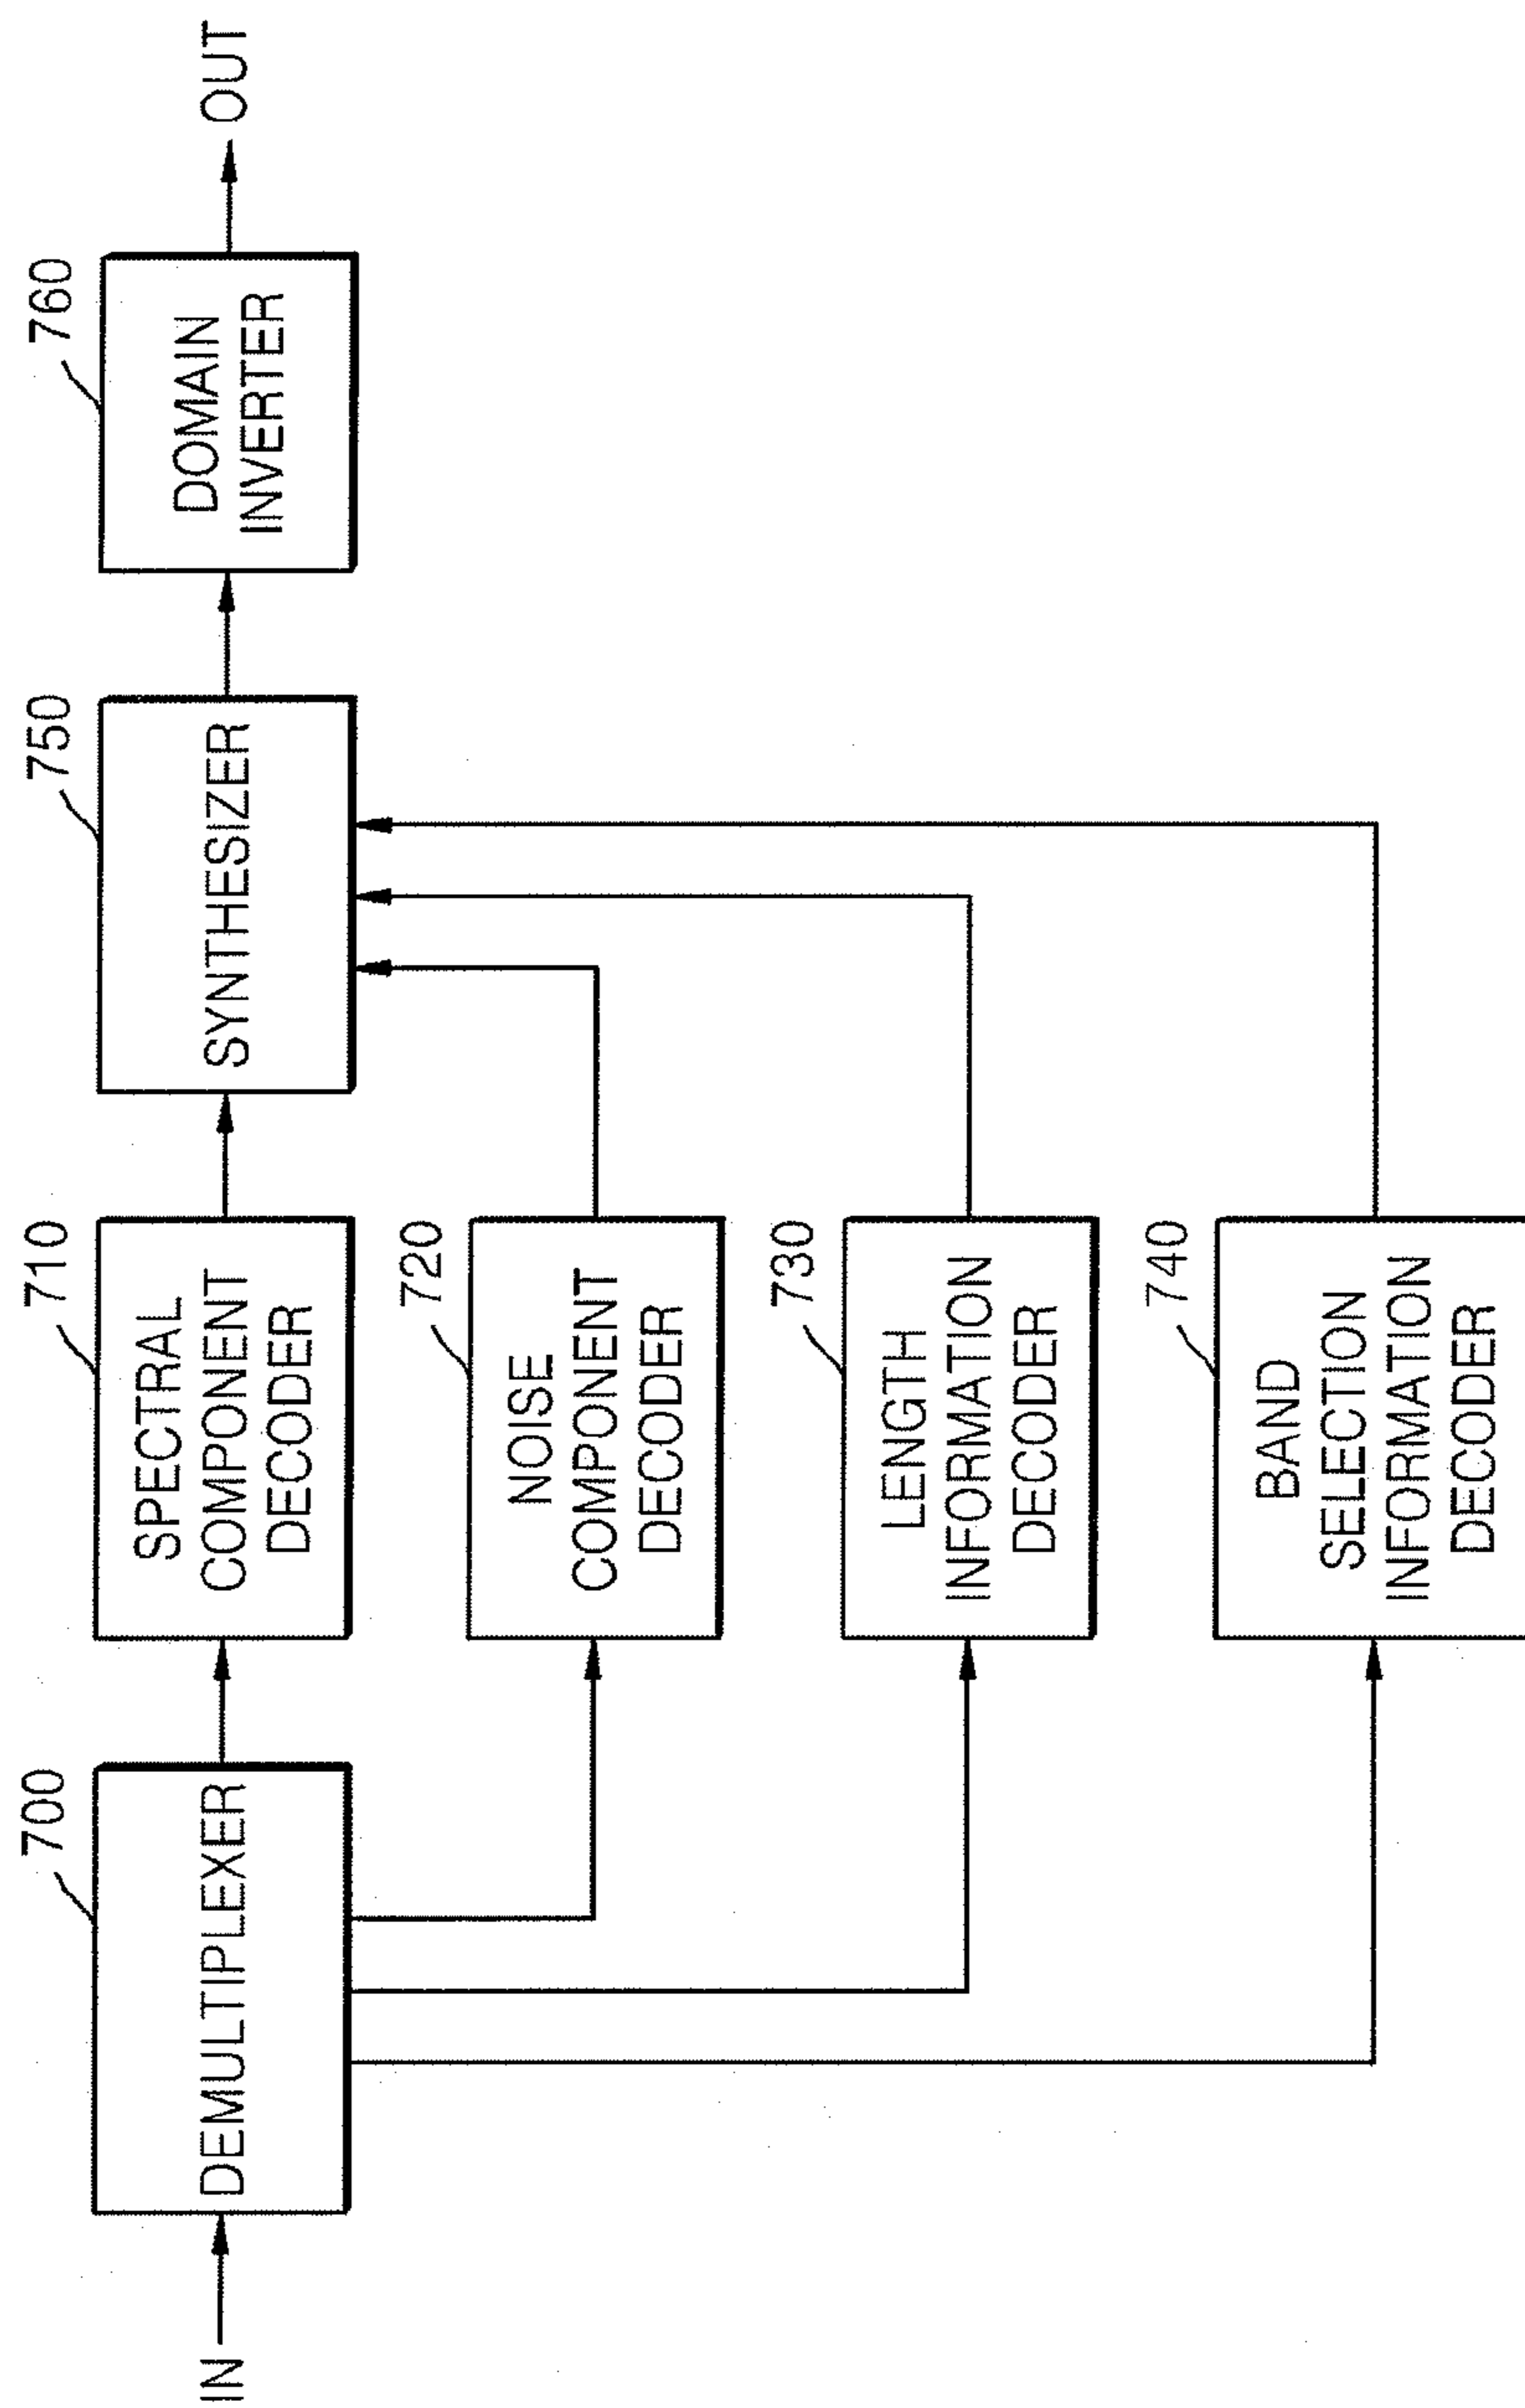 IN
700
DEMULTIPLEXER
710
SPECTRAL
COMPONENT
DECODER
720
NOISE
COMPONENT
DECODER
730
LENGTH
INFORMATION
DECODER
740
BAND
SELECTION
INFORMATION
DECODER
750
SYNTHESIZER
760
DOMAIN
INVERTER
OUT